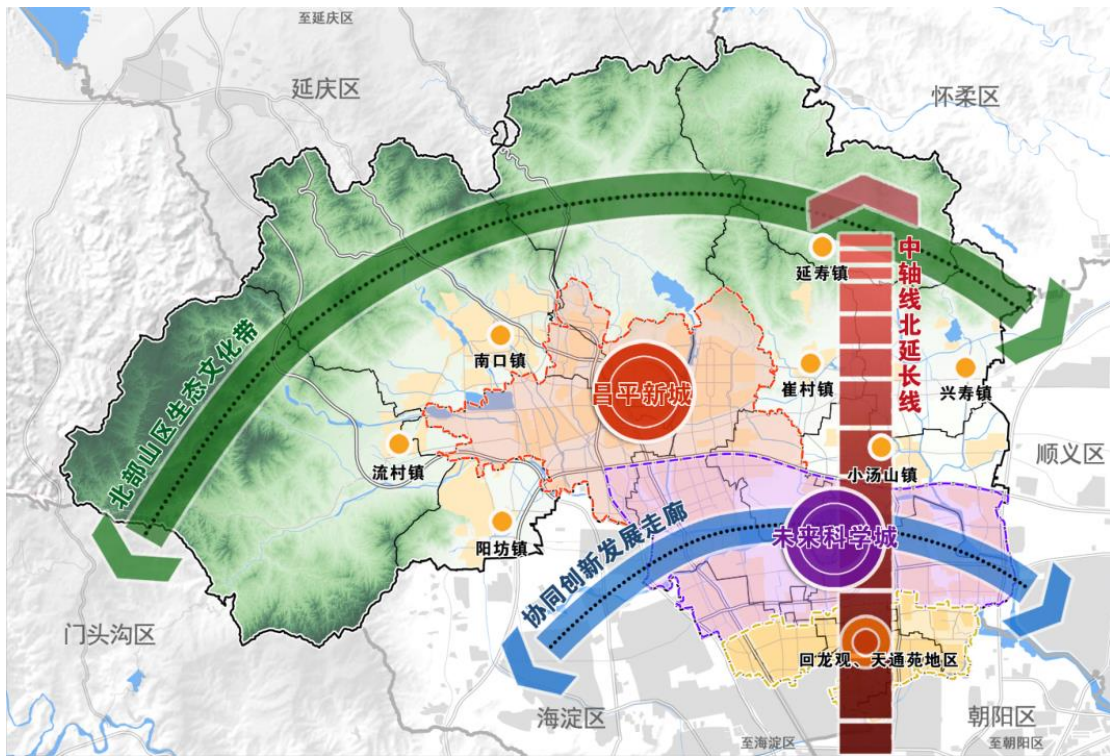 至延庆区
延庆区
怀柔区
延寿镇
中轴线北延长线
南口镇
昌平新城
崔村镇
兴寿镇
北部山区生态文化带
流村镇
小汤山镇
顺义区
阳坊镇
未来科学城
协同创新发展走廊
门头沟区
回龙观、天通苑地区
海淀区
朝阳区
至海淀区
至朝阳区